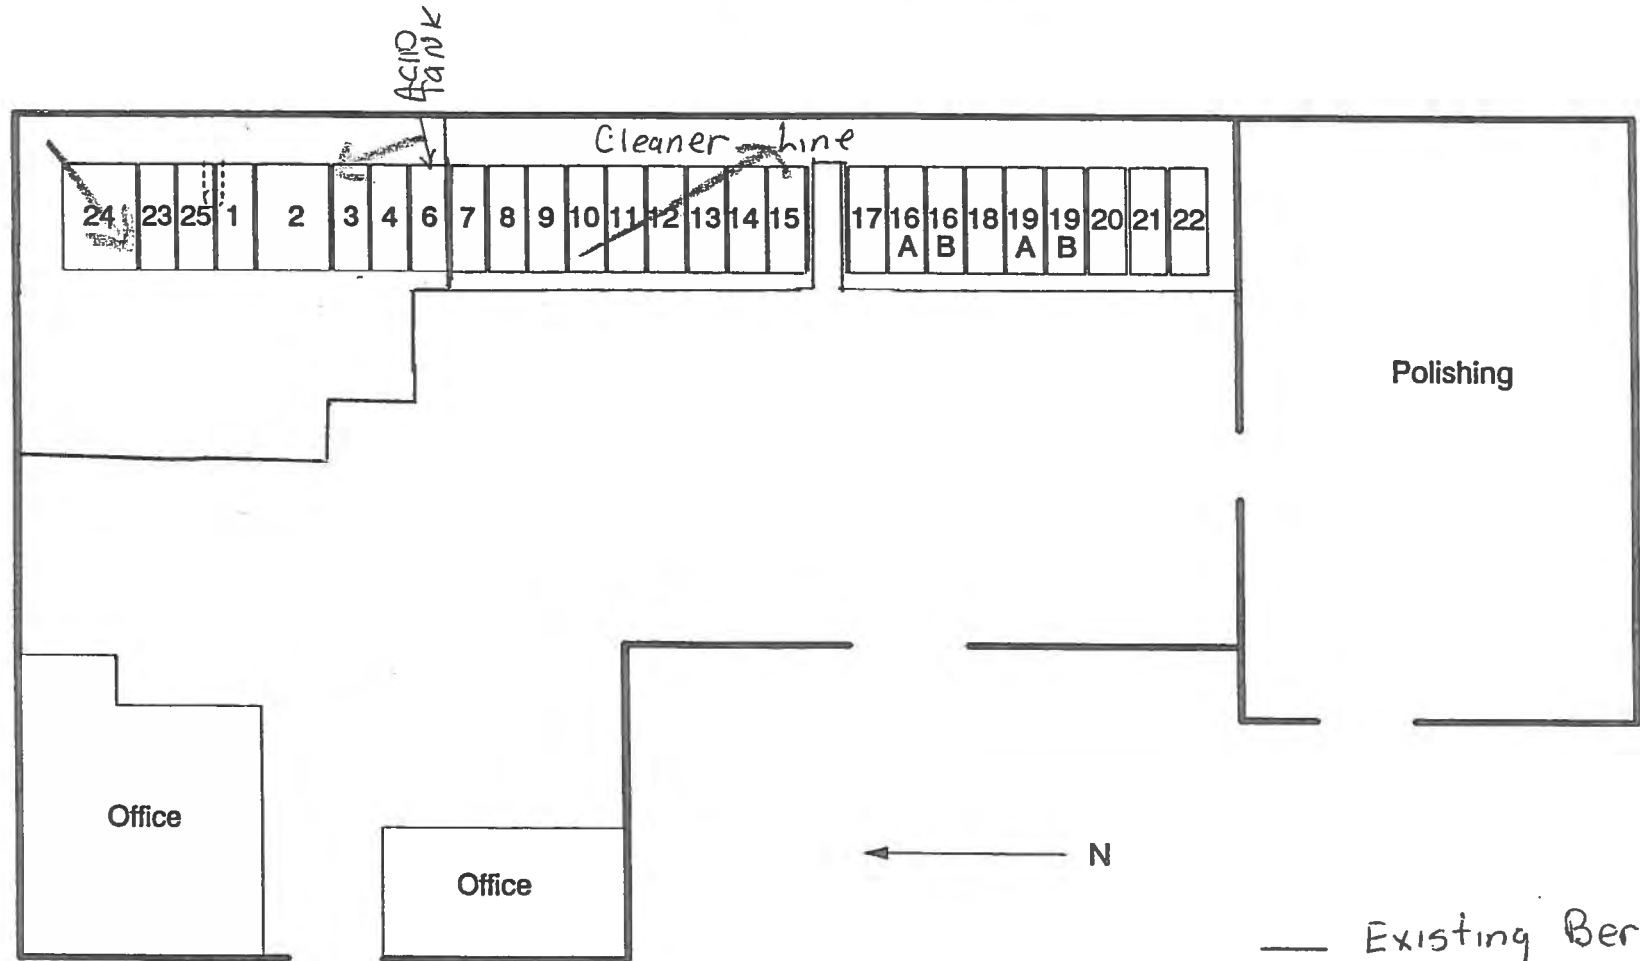 Acid
tank
Cleaner Line
24 23 25 1 2 3 4 6 7 8 9 10 11 12 13 14 15 17 16 A 16 B 18 19 A 19 B 20 21 22
Polishing
Office
Office
N
Existing Ber